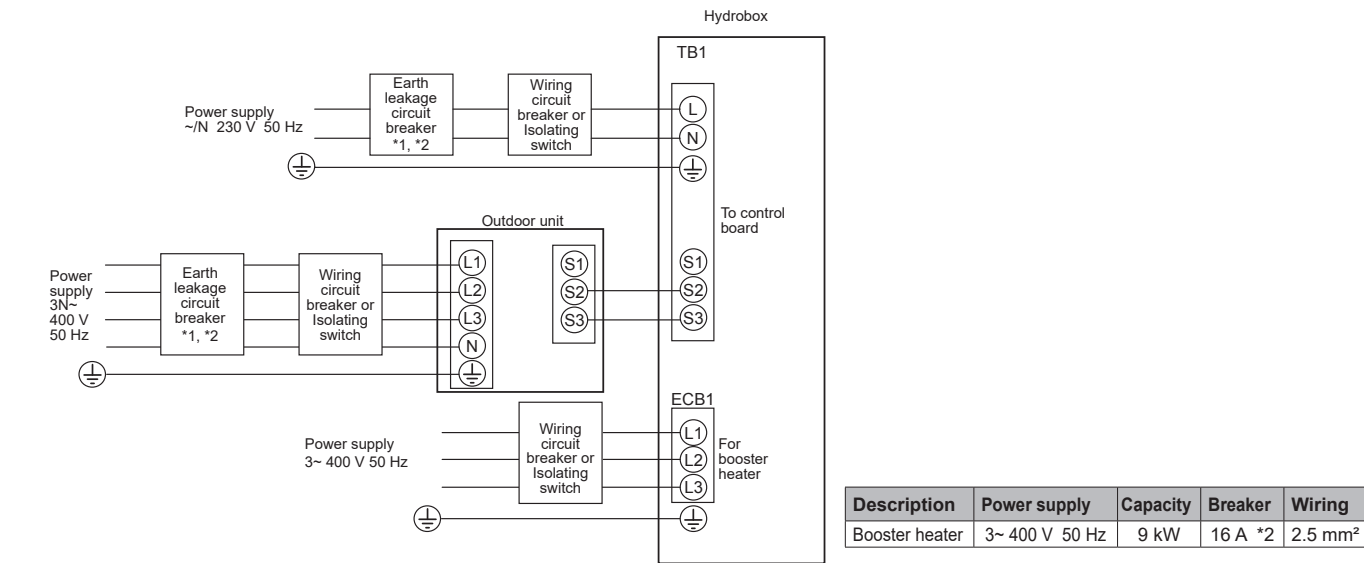 Hydrobox
TB1
Power supply
~/N 230 V 50 Hz
Earth
leakage
circuit
breaker
*1, *2
Wiring
circuit
breaker or
Isolating
switch
L
N
To control
board
S1
S2
S3
Outdoor unit
Power
supply
3N~
400 V
50 Hz
Earth
leakage
circuit
breaker
*1, *2
Wiring
circuit
breaker or
Isolating
switch
L1
L2
L3
N
S1
S2
S3
ECB1
Power supply
3~ 400 V 50 Hz
Wiring
circuit
breaker or
Isolating
switch
L1
L2
L3
For
booster
heater
Description Power supply Capacity Breaker Wiring
Booster heater 3~ 400 V 50 Hz 9 kW 16 A *2 2.5 mm²